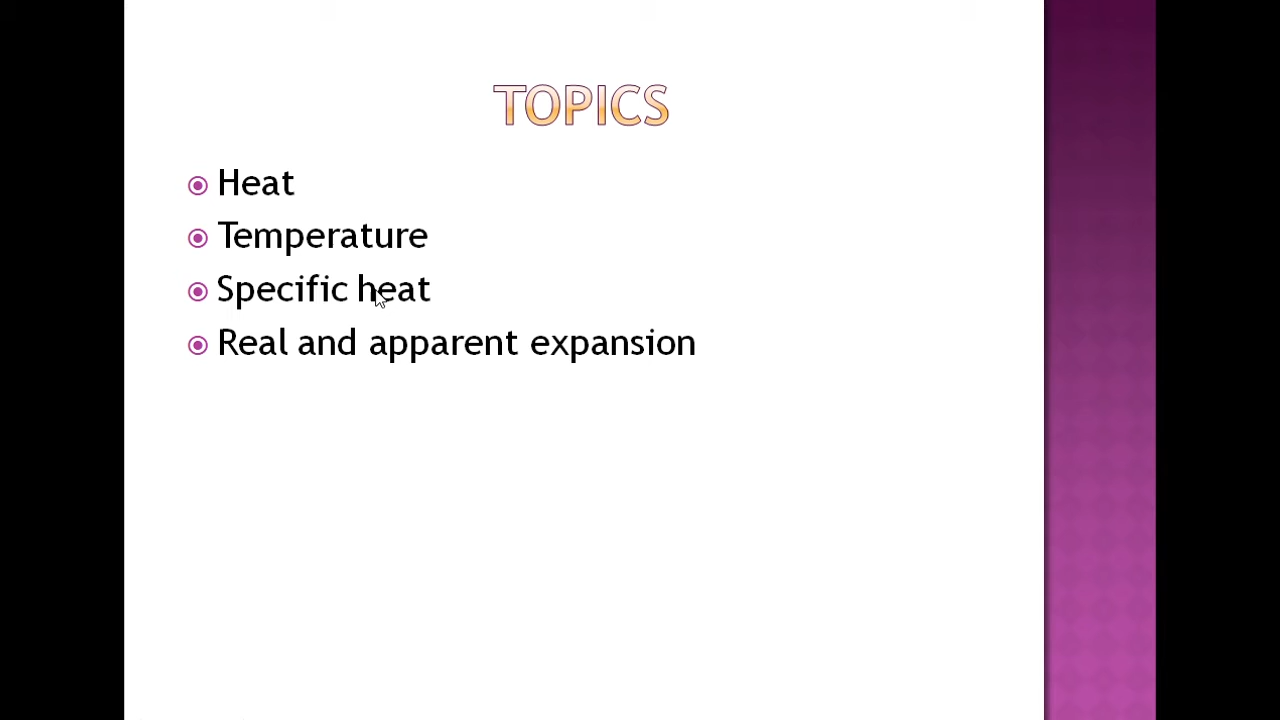 TOPICS
Heat
Temperature
Specific heat
Real and apparent expansion